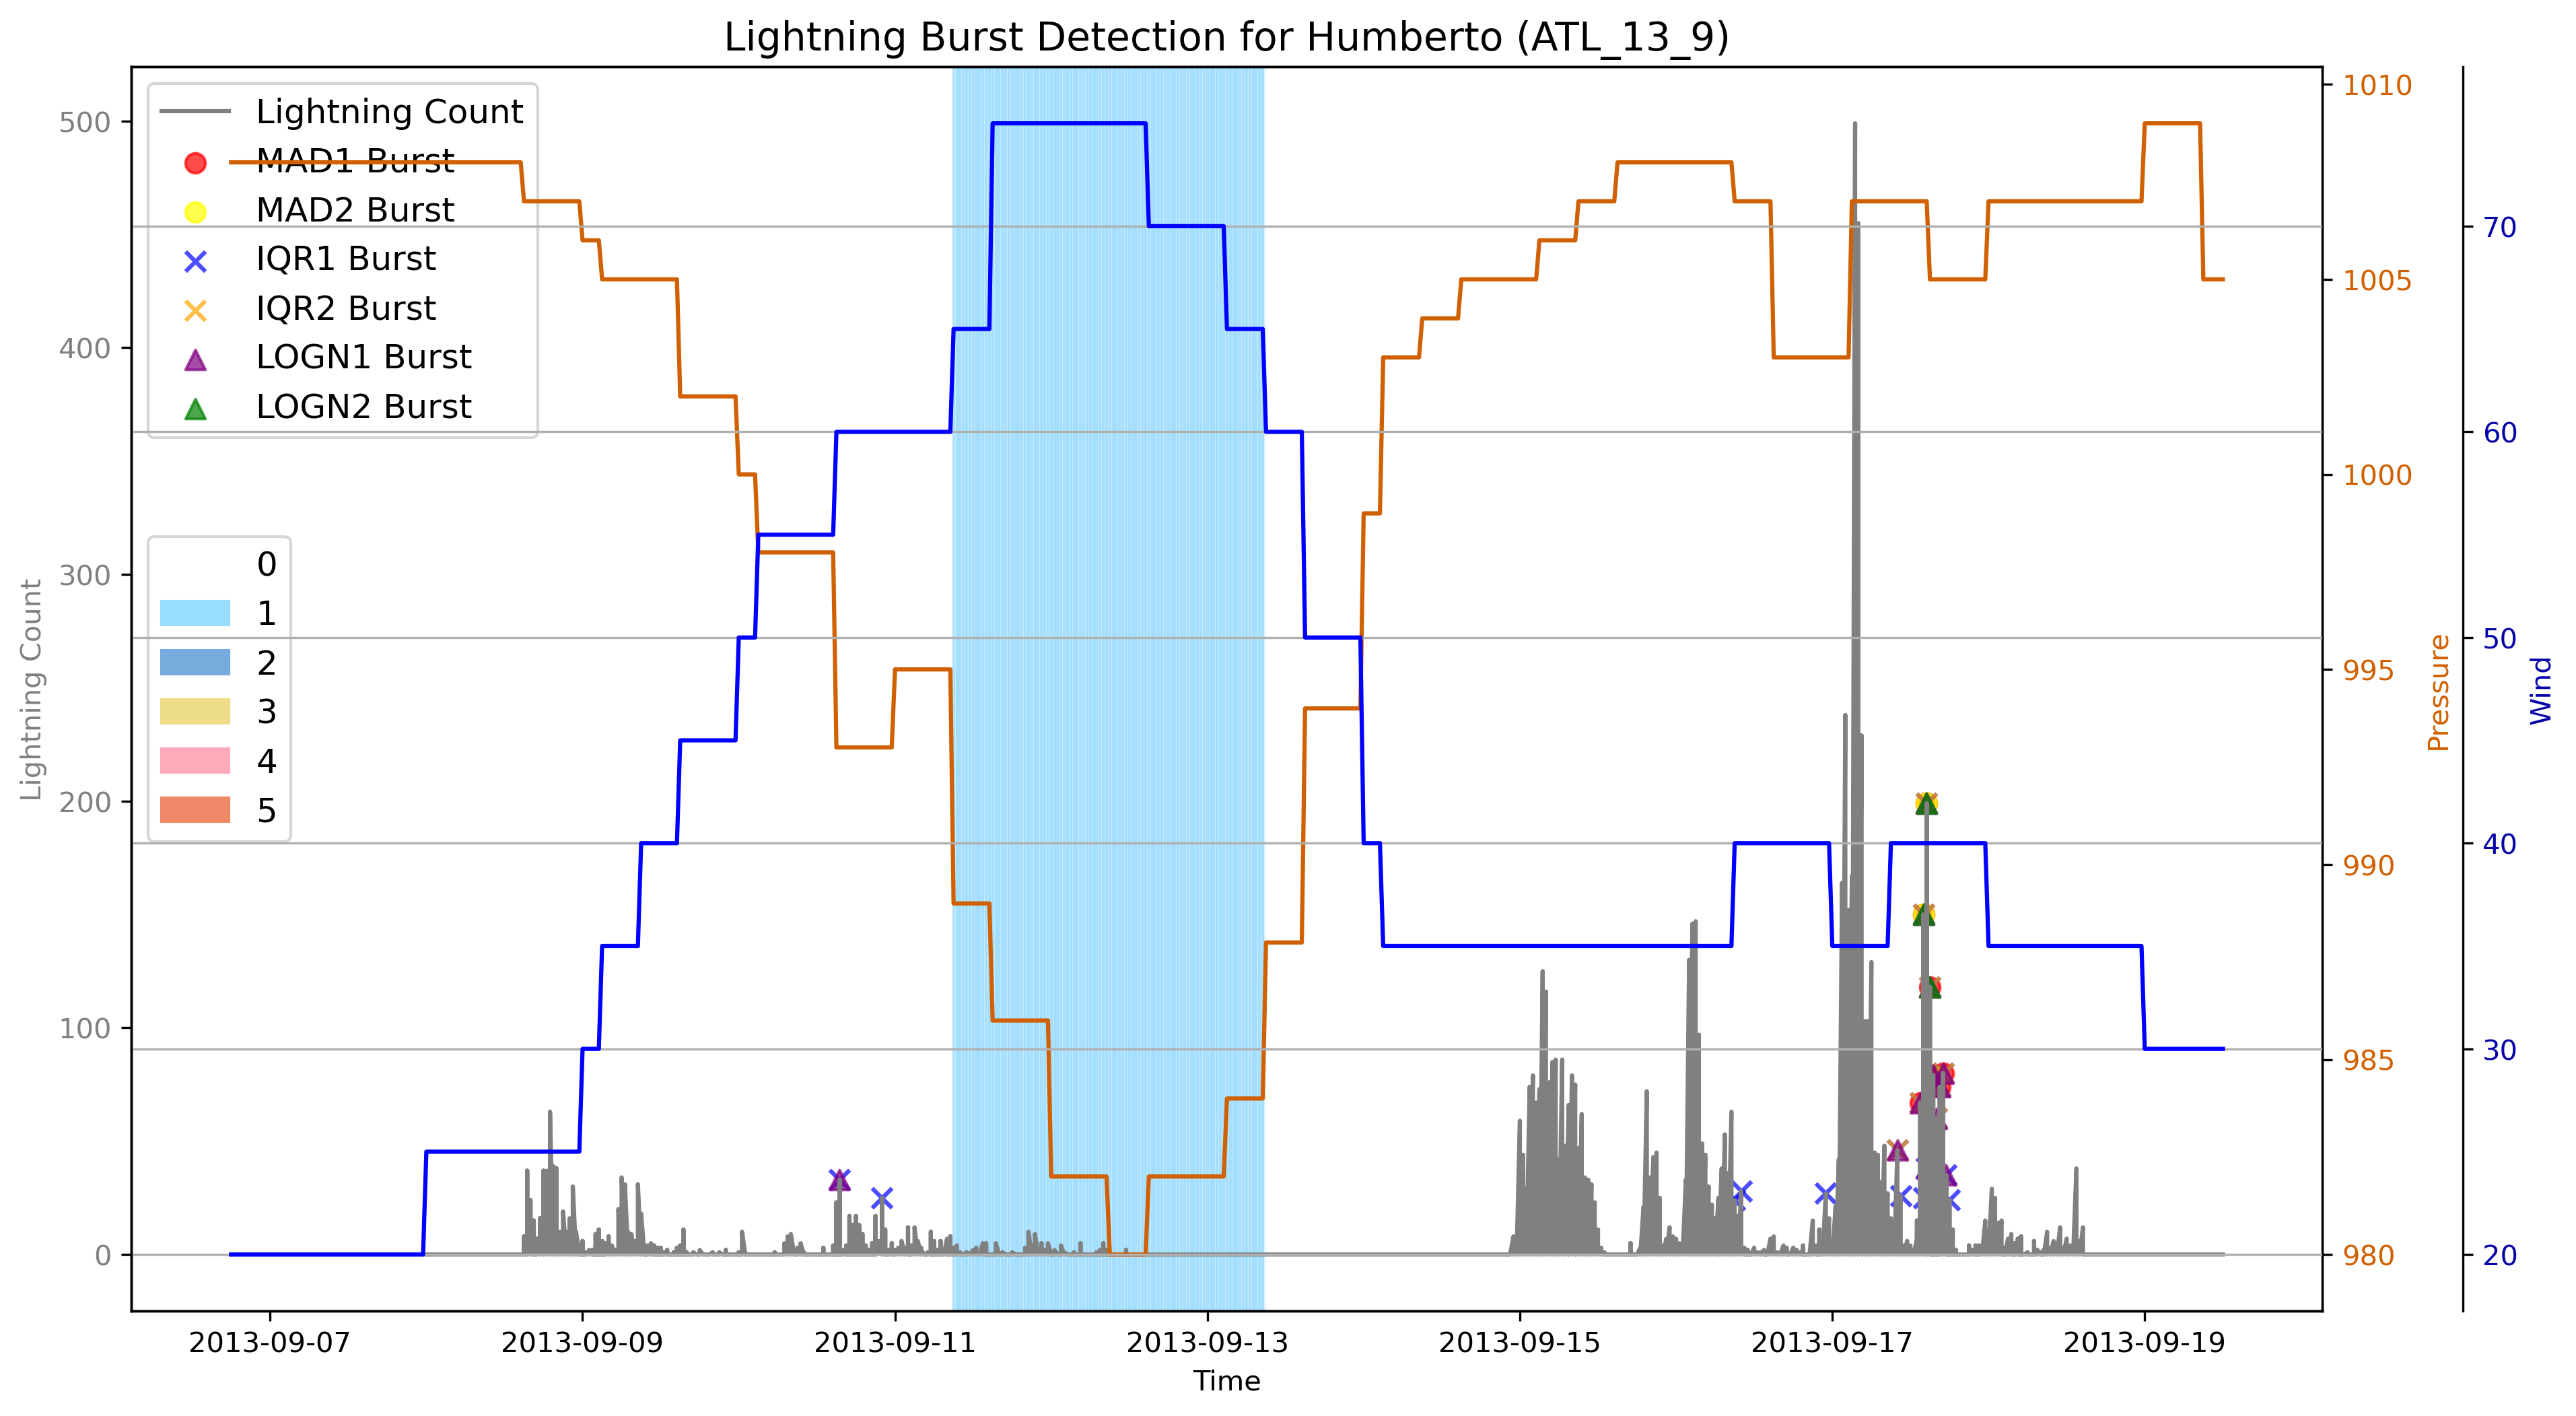 Lightning Burst Detection for Humberto (ATL_13_9)
Lightning Count
MAD1 Burst
MAD2 Burst
IQR1 Burst
IQR2 Burst
LOGN1 Burst
LOGN2 Burst
0
1
2
3
4
5
500
400
300
200
100
0
Lightning Count
1010
1005
1000
995
990
985
980
Pressure
70
60
50
40
30
20
Wind
2013-09-07
2013-09-09
2013-09-11
2013-09-13
2013-09-15
2013-09-17
2013-09-19
Time